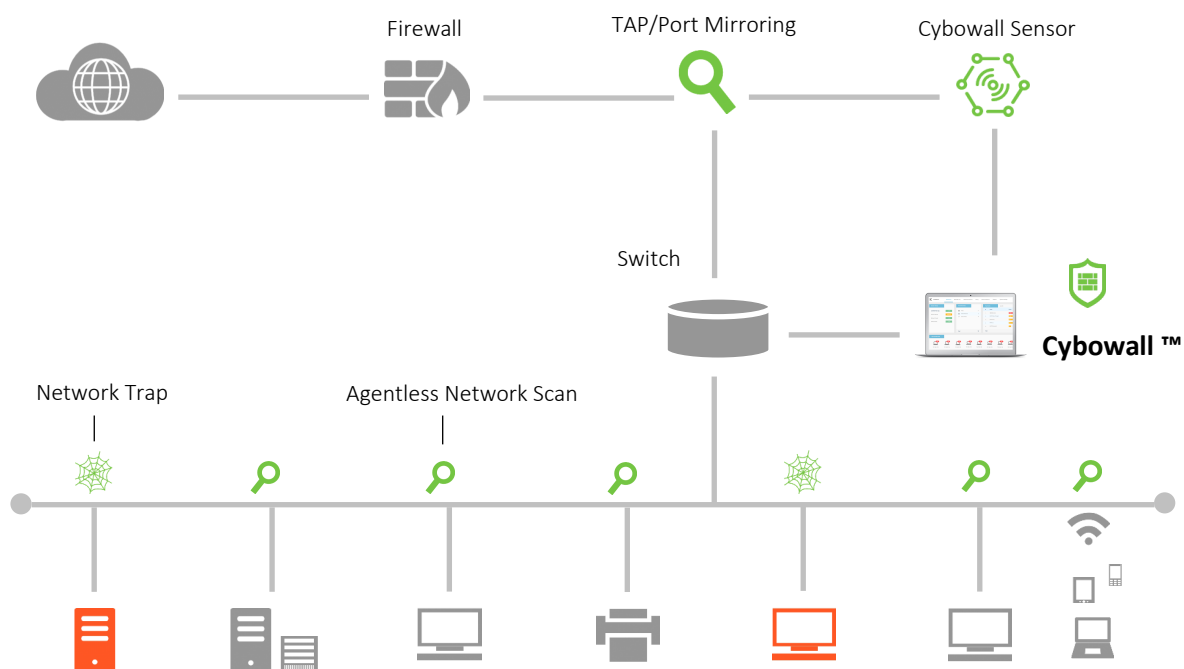 Firewall
TAP/Port Mirroring
Cybowall Sensor
Switch
Cybowall ™
Network Trap
Agentless Network Scan